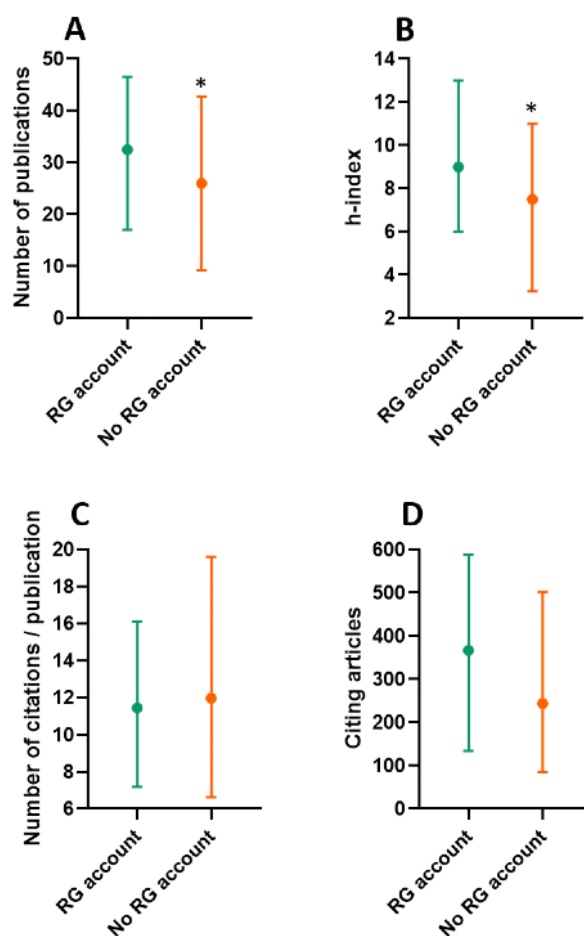 A
Number of publications
50
40
30
20
10
0
*
RG account
No RG account
B
h-index
14
12
10
8
6
4
2
*
RG account
No RG account
C
Number of citations / publication
20
18
16
14
12
10
8
6
RG account
No RG account
D
Citing articles
600
500
400
300
200
100
0
RG account
No RG account